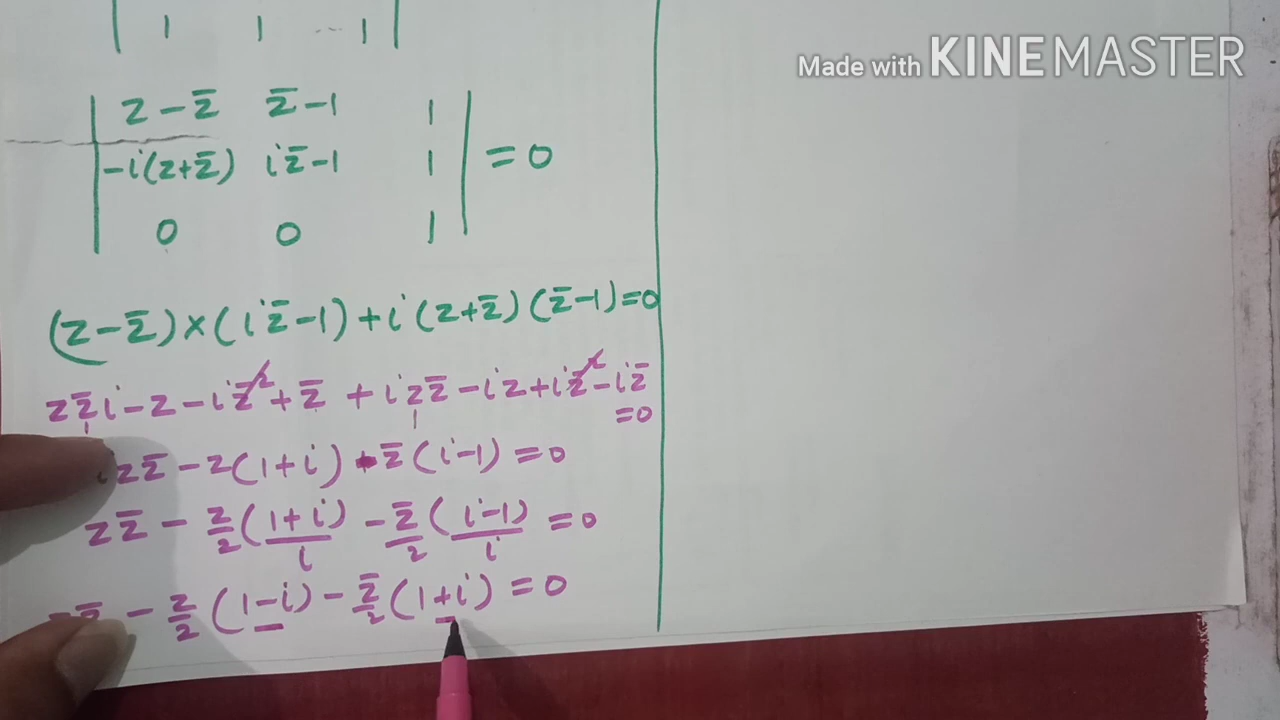 | 1 1 1 |
Made with KINEMASTER
| z − z̄ z̄ − 1 1 |
| −i(z+z̄) iz̄−1 1 | = 0
| 0 0 1 |
(z − z̄) × (iz̄ − 1) + i(z+z̄)(z̄ − 1) = 0
zz̄i − z − iz̄² + z̄ + izz̄ − iz + iz̄² − iz̄
= 0
izz̄ − z(1+i) − z̄(i−1) = 0
zz̄ − z/2 ((1+i)/i) − z̄/2 ((i−1)/i) = 0
− z/2 (1−i) − z̄/2 (1+i) = 0